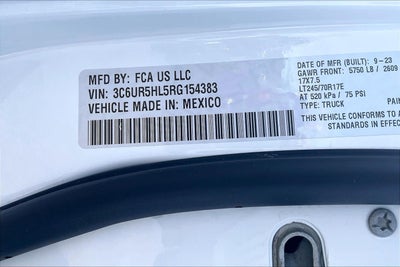 MFD BY: FCA US LLC
VIN: 3C6UR5HL5RG154383
VEHICLE MADE IN: MEXICO
DATE OF MFR (BUILT): 9-23
GAWR FRONT: 5750 LB / 2609
17X7.5
LT245/70R17E
AT 520 kPa / 75 PSI
TYPE: TRUCK
PAIN
THIS VEHICLE CONFORMS TO A
STANDARDS IN EFFEC